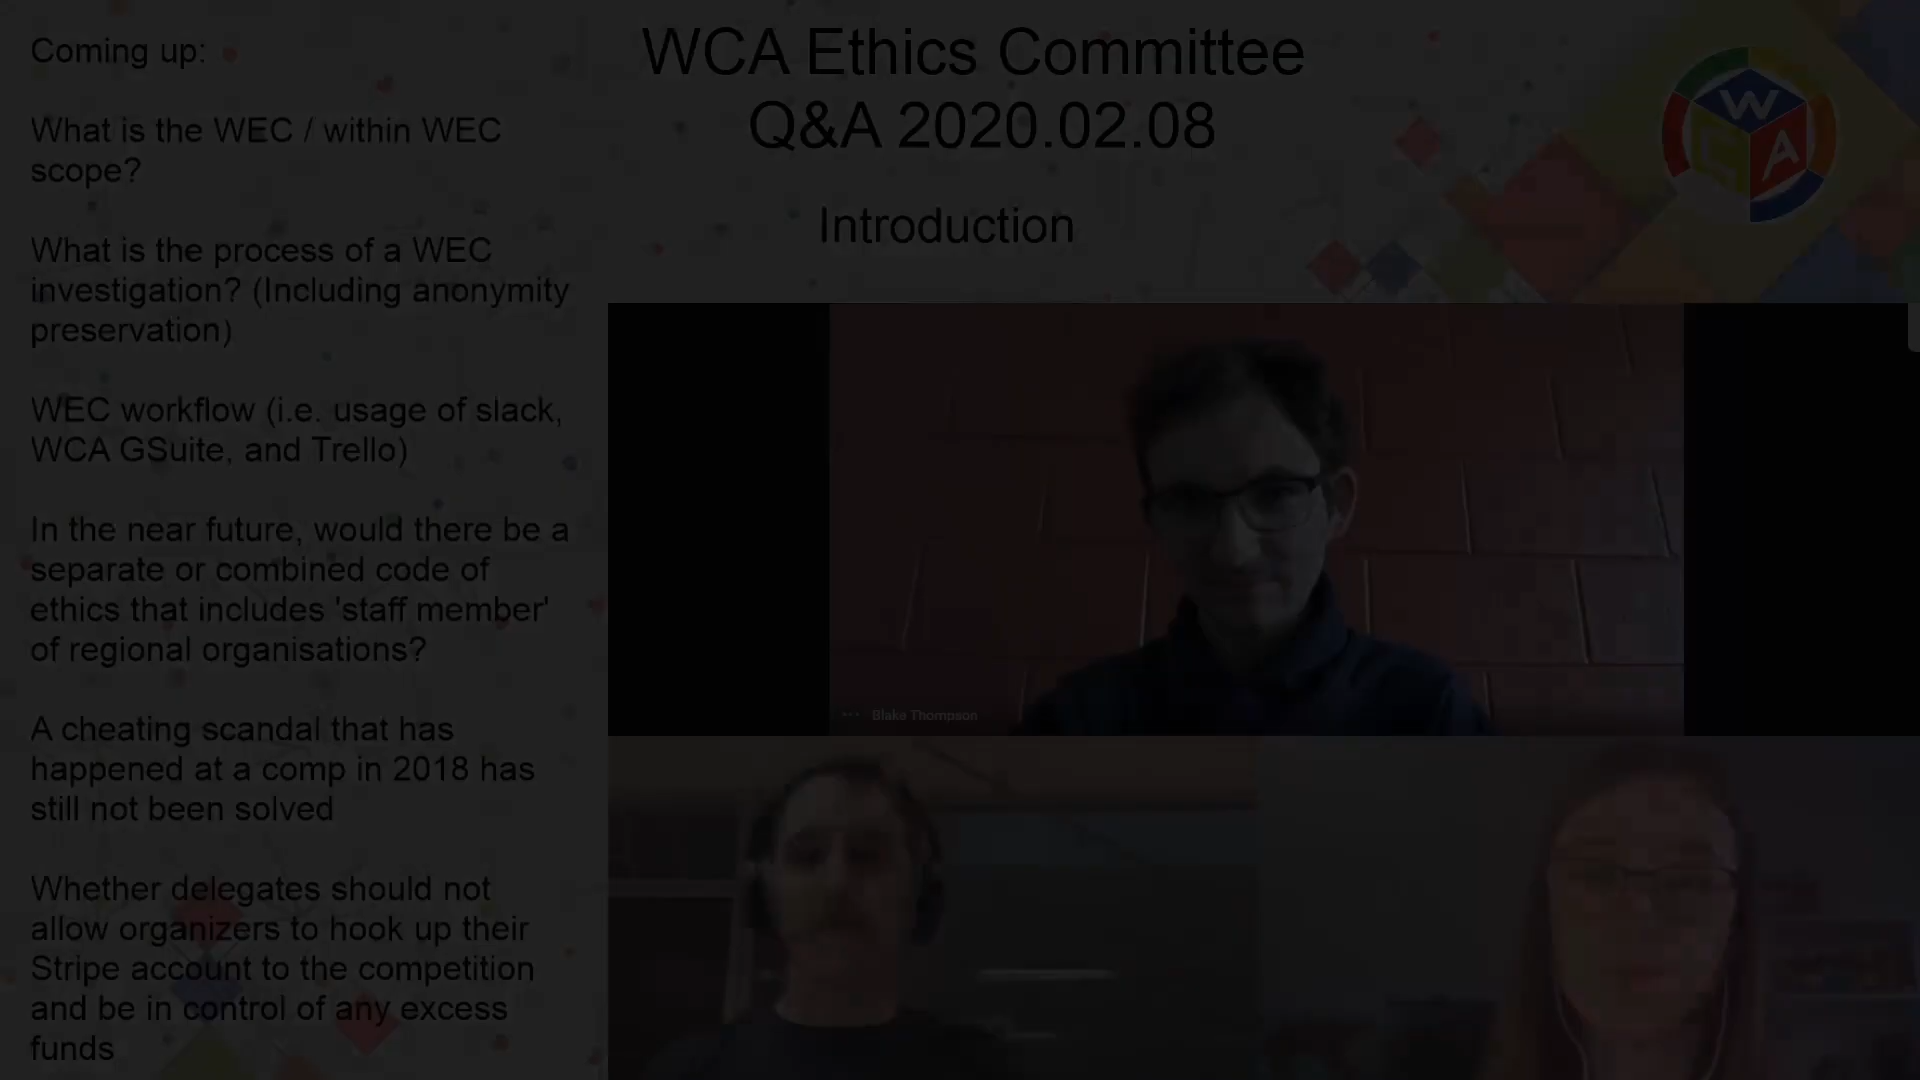 Coming up:
What is the WEC / within WEC
scope?
What is the process of a WEC
investigation? (Including anonymity
preservation)
WEC workflow (i.e. usage of slack,
WCA GSuite, and Trello)
In the near future, would there be a
separate or combined code of
ethics that includes 'staff member'
of regional organisations?
A cheating scandal that has
happened at a comp in 2018 has
still not been solved
Whether delegates should not
allow organizers to hook up their
Stripe account to the competition
and be in control of any excess
funds
WCA Ethics Committee
Q&A 2020.02.08
Introduction
W
C A
Blake Thompson